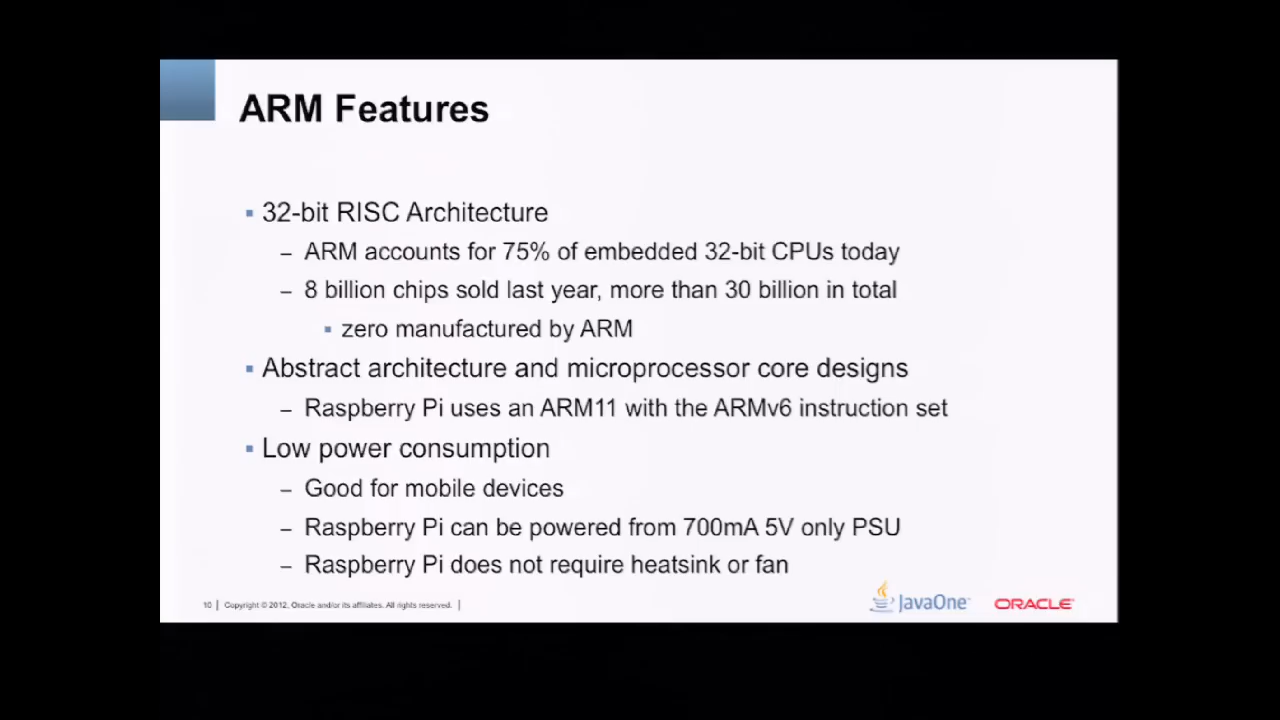 ARM Features
▪ 32-bit RISC Architecture
– ARM accounts for 75% of embedded 32-bit CPUs today
– 8 billion chips sold last year, more than 30 billion in total
▪ zero manufactured by ARM
▪ Abstract architecture and microprocessor core designs
– Raspberry Pi uses an ARM11 with the ARMv6 instruction set
▪ Low power consumption
– Good for mobile devices
– Raspberry Pi can be powered from 700mA 5V only PSU
– Raspberry Pi does not require heatsink or fan
10 | Copyright © 2012, Oracle and/or its affiliates. All rights reserved. |
JavaOne™ ORACLE